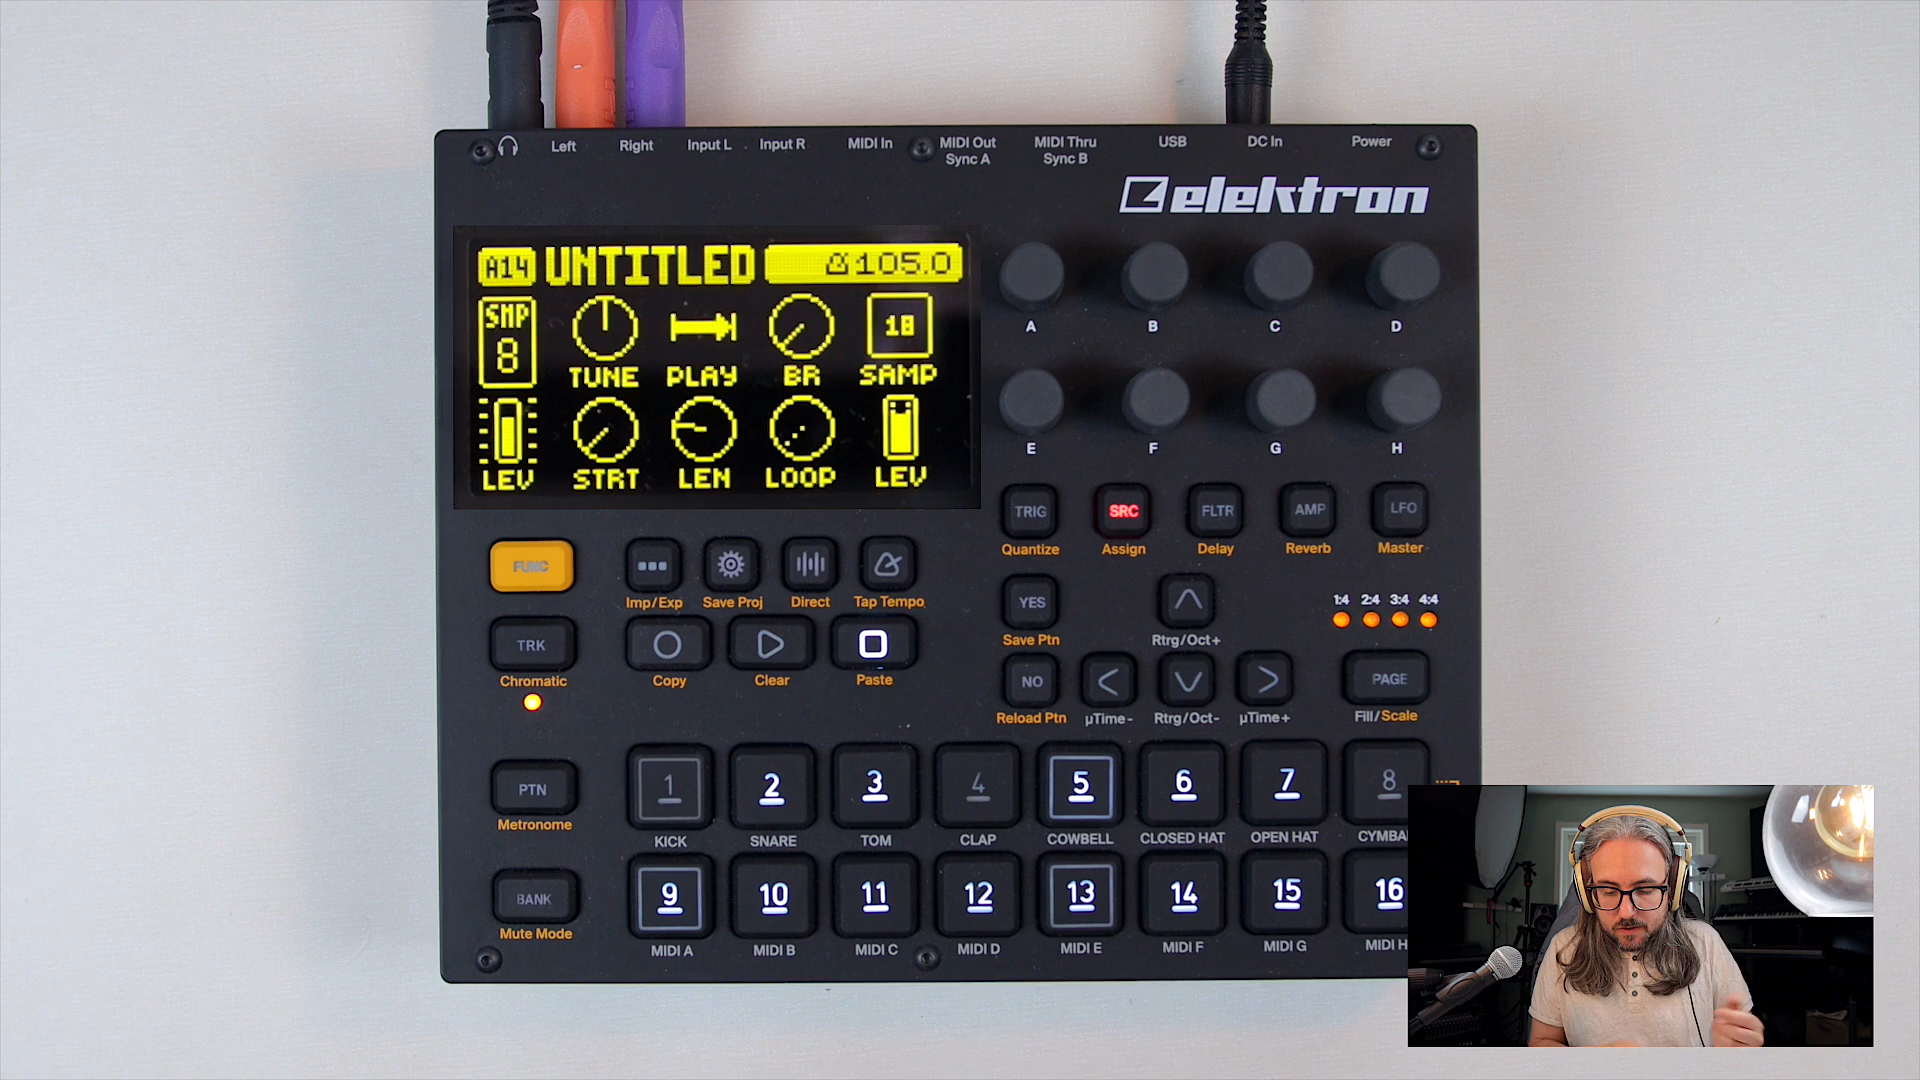 Left
Right
Input L
Input R
MIDI In
MIDI Out
Sync A
MIDI Thru
Sync B
USB
DC In
Power
elektron
A14
UNTITLED
105.0
SMP
8
TUNE
PLAY
BR
18
SAMP
LEV
STRT
LEN
LOOP
LEV
A
B
C
D
E
F
G
H
TRIG
SRC
FLTR
AMP
LFO
Quantize
Assign
Delay
Reverb
Master
FUNC
Imp/Exp
Save Proj
Direct
Tap Tempo
YES
Save Ptn
Rtrg/Oct+
1:4
2:4
3:4
4:4
TRK
Chromatic
Copy
Clear
Paste
NO
PAGE
Reload Ptn
μTime-
Rtrg/Oct-
μTime+
Fill/Scale
PTN
Metronome
1
2
3
4
5
6
7
8
KICK
SNARE
TOM
CLAP
COWBELL
CLOSED HAT
OPEN HAT
BANK
Mute Mode
9
10
11
12
13
14
15
16
MIDI A
MIDI B
MIDI C
MIDI D
MIDI E
MIDI F
MIDI G
MIDI H